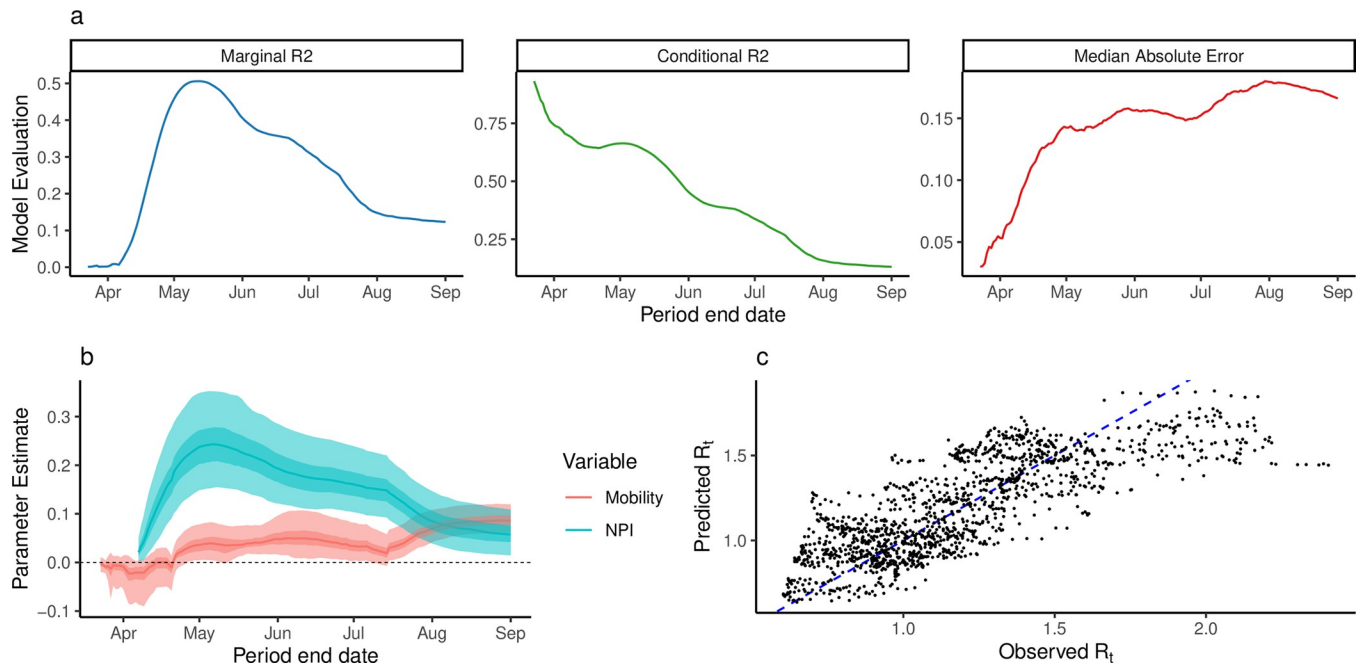 a
Marginal R2
Conditional R2
Median Absolute Error
Model Evaluation
0.5
0.4
0.3
0.2
0.1
0.0
Apr May Jun Jul Aug Sep
0.75
0.50
0.25
Apr May Jun Jul Aug Sep
0.15
0.10
0.05
Apr May Jun Jul Aug Sep
Period end date
b
Parameter Estimate
0.3
0.2
0.1
0.0
−0.1
Apr May Jun Jul Aug Sep
Period end date
Variable
Mobility
NPI
c
Predicted Rt
1.5
1.0
1.0 1.5 2.0
Observed Rt